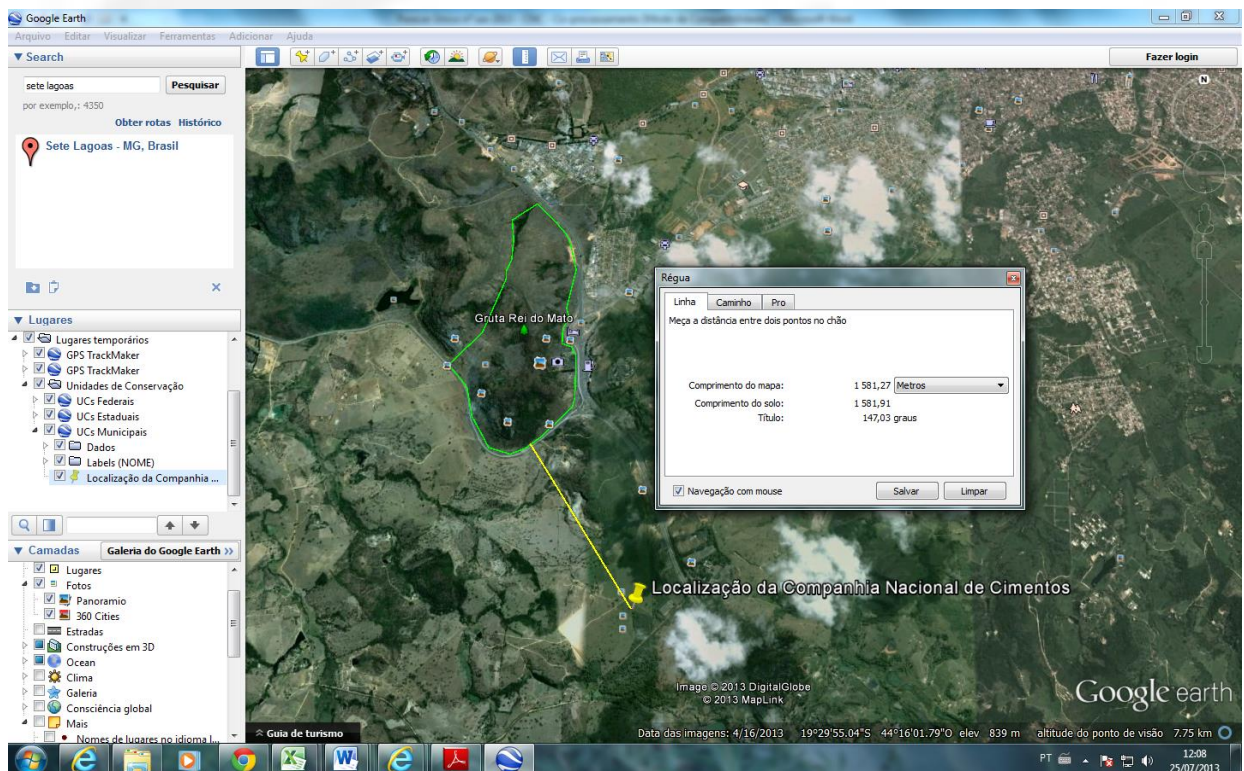 Google Earth
Arquivo Editar Visualizar Ferramentas Adicionar Ajuda
Fazer login
Search
sete lagoas
Pesquisar
por exemplo,: 4350
Obter rotas Histórico
Sete Lagoas - MG, Brasil
Lugares
Lugares temporários
GPS TrackMaker
GPS TrackMaker
Unidades de Conservação
UCs Federais
UCs Estaduais
UCs Municipais
Dados
Labels (NOME)
Localização da Companhia ...
Camadas
Galeria do Google Earth >>
Lugares
Fotos
Panoramio
360 Cities
Estradas
Construções em 3D
Ocean
Clima
Galeria
Consciência global
Mais
Nomes de lugares no idioma l...
N
Gruta Rei do Mato
Régua
Linha Caminho Pro
Meça a distância entre dois pontos no chão
Comprimento do mapa: 1 581,27 Metros
Comprimento do solo: 1 581,91
Título: 147,03 graus
Navegação com mouse
Salvar Limpar
Localização da Companhia Nacional de Cimentos
Image © 2013 DigitalGlobe
© 2013 MapLink
Google earth
Guia de turismo
Data das imagens: 4/16/2013 19°29'55.04"S 44°16'01.79"O elev 839 m altitude do ponto de visão 7.75 km
PT
12:08
25/07/2013